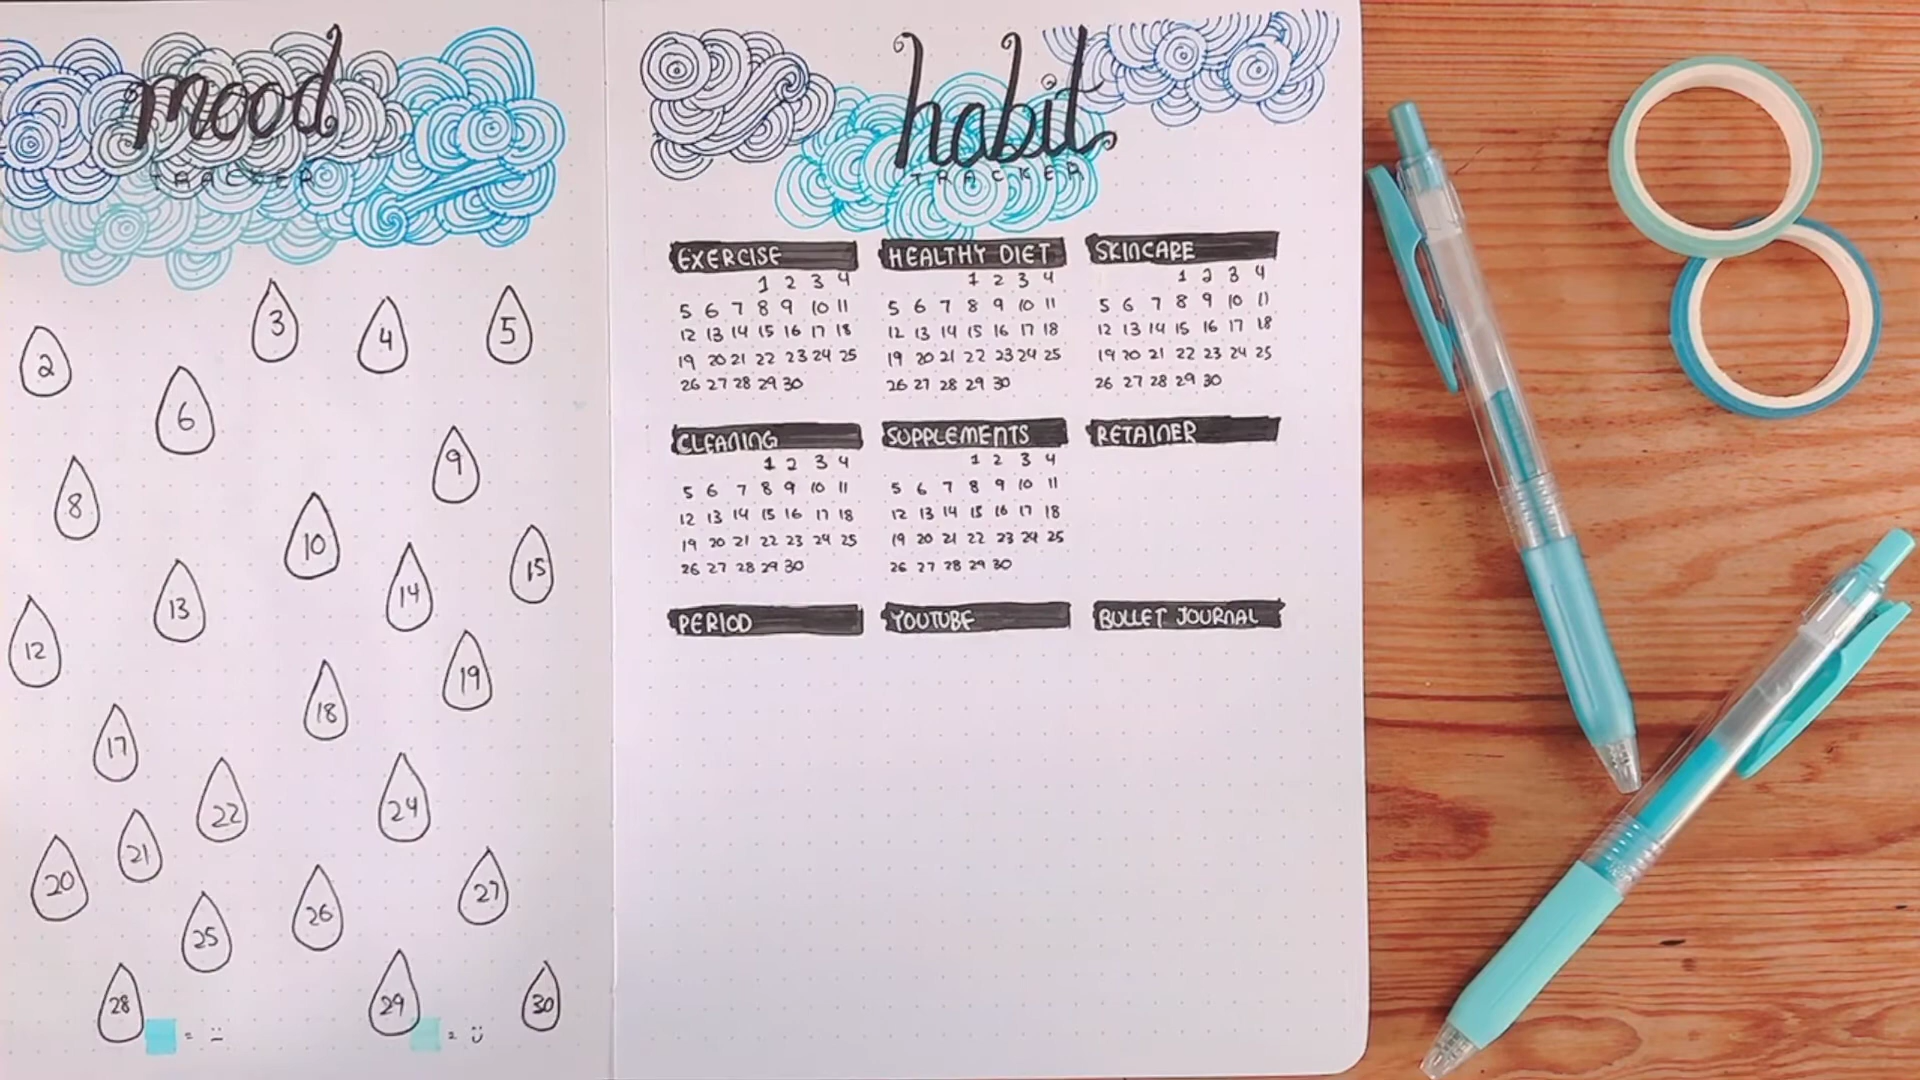 mood
TRACKER
3
4
5
2
6
9
8
10
15
14
13
12
19
18
17
22
24
21
20
27
26
25
28
29
30
= :|
= :)
habit
TRACKER
EXERCISE
1 2 3 4
5 6 7 8 9 10 11
12 13 14 15 16 17 18
19 20 21 22 23 24 25
26 27 28 29 30
HEALTHY DIET
1 2 3 4
5 6 7 8 9 10 11
12 13 14 15 16 17 18
19 20 21 22 23 24 25
26 27 28 29 30
SKINCARE
1 2 3 4
5 6 7 8 9 10 11
12 13 14 15 16 17 18
19 20 21 22 23 24 25
26 27 28 29 30
CLEANING
1 2 3 4
5 6 7 8 9 10 11
12 13 14 15 16 17 18
19 20 21 22 23 24 25
26 27 28 29 30
SUPPLEMENTS
1 2 3 4
5 6 7 8 9 10 11
12 13 14 15 16 17 18
19 20 21 22 23 24 25
26 27 28 29 30
RETAINER
PERIOD
YOUTUBE
BULLET JOURNAL